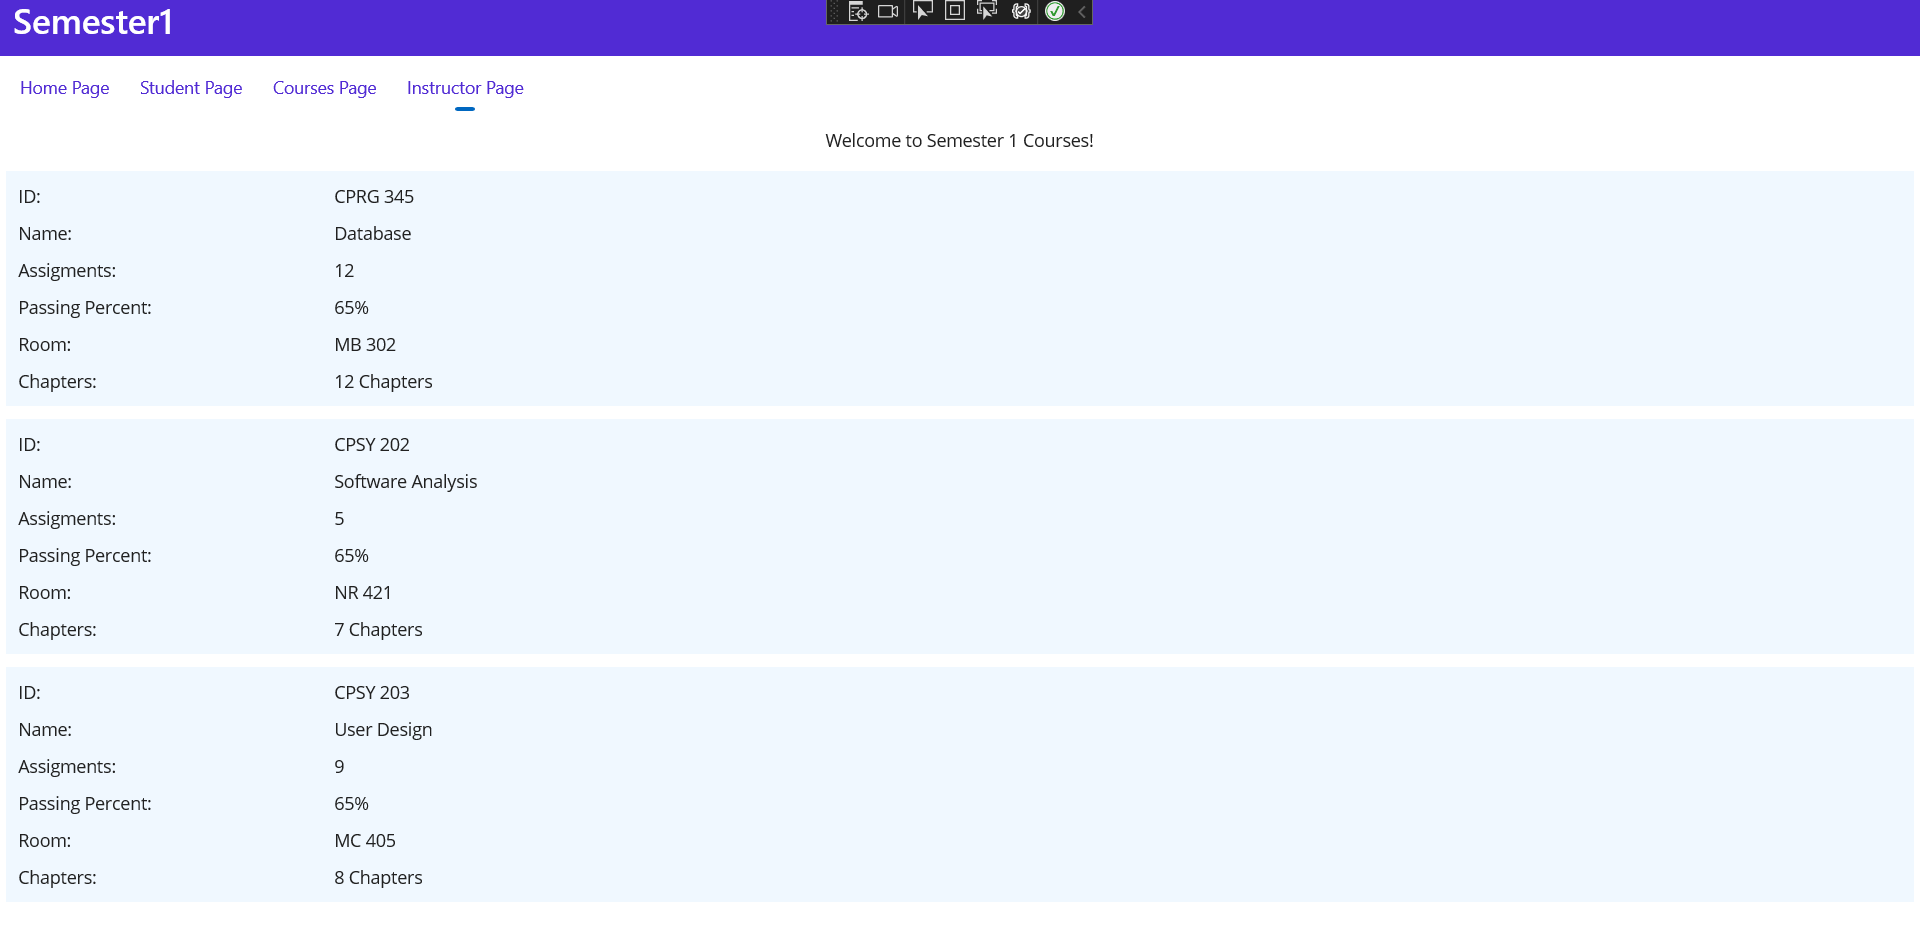 Semester1
Home Page Student Page Courses Page Instructor Page
Welcome to Semester 1 Courses!
ID: CPRG 345
Name: Database
Assigments: 12
Passing Percent: 65%
Room: MB 302
Chapters: 12 Chapters
ID: CPSY 202
Name: Software Analysis
Assigments: 5
Passing Percent: 65%
Room: NR 421
Chapters: 7 Chapters
ID: CPSY 203
Name: User Design
Assigments: 9
Passing Percent: 65%
Room: MC 405
Chapters: 8 Chapters